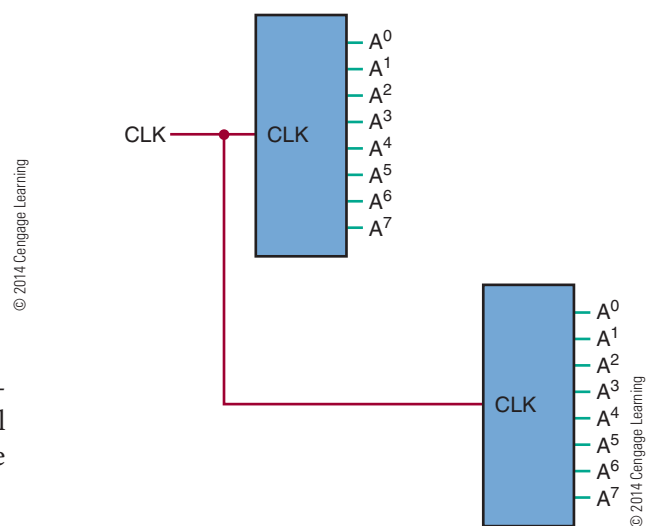 A⁰
A¹
A²
A³
CLK
CLK
A⁴
A⁵
A⁶
A⁷
© 2014 Cengage Learning
A⁰
A¹
A²
A³
CLK
A⁴
A⁵
A⁶
A⁷
© 2014 Cengage Learning
-
l
e